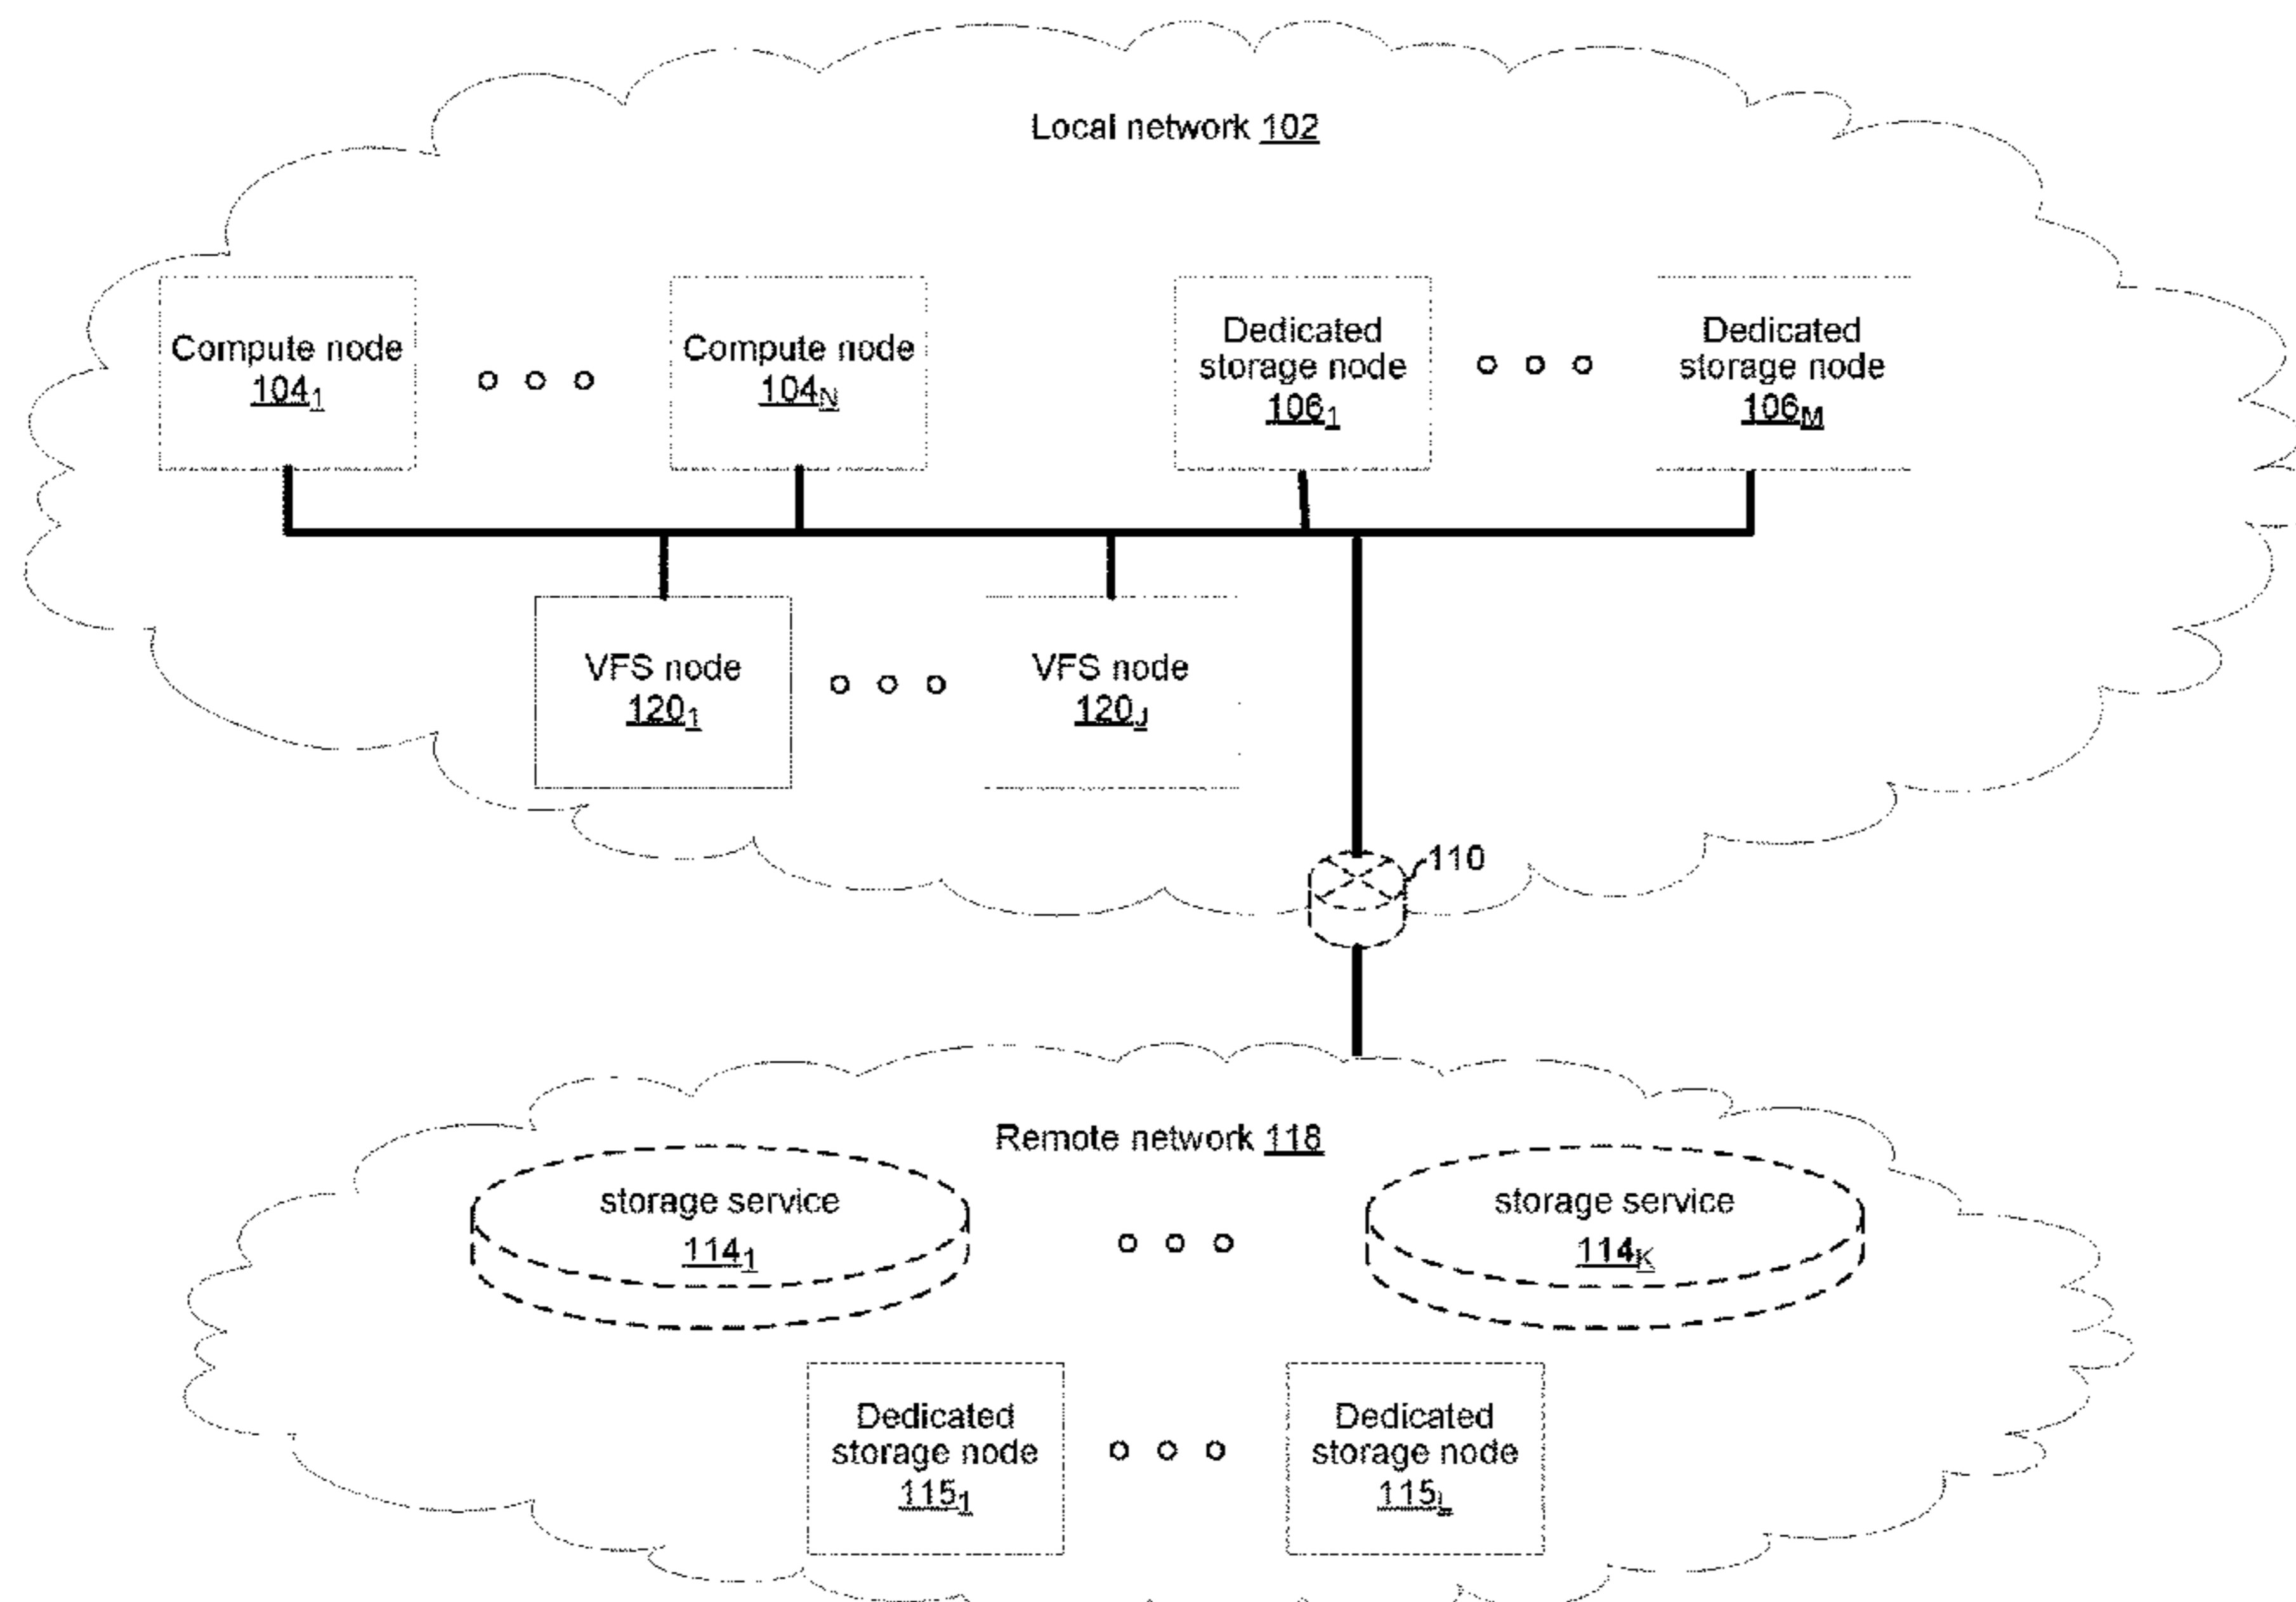 Local network 102
Compute node
104₁
Compute node
104N
Dedicated
storage node
106₁
Dedicated
storage node
106M
VFS node
120₁
VFS node
120J
110
Remote network 118
storage service
114₁
storage service
114K
Dedicated
storage node
115₁
Dedicated
storage node
115L